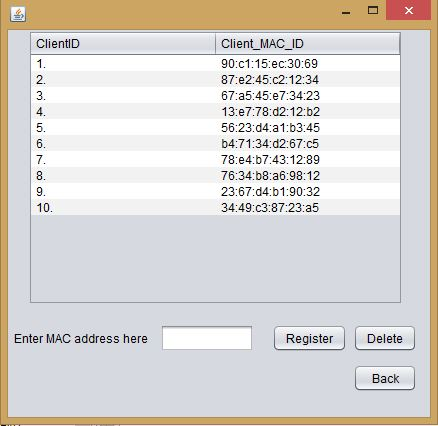 ClientID Client_MAC_ID
1. 90:c1:15:ec:30:69
2. 87:e2:45:c2:12:34
3. 67:a5:45:e7:34:23
4. 13:e7:78:d2:12:b2
5. 56:23:d4:a1:b3:45
6. b4:71:34:d2:67:c5
7. 78:e4:b7:43:12:89
8. 76:34:b8:a6:98:12
9. 23:67:d4:b1:90:32
10. 34:49:c3:87:23:a5
Enter MAC address here Register Delete
Back